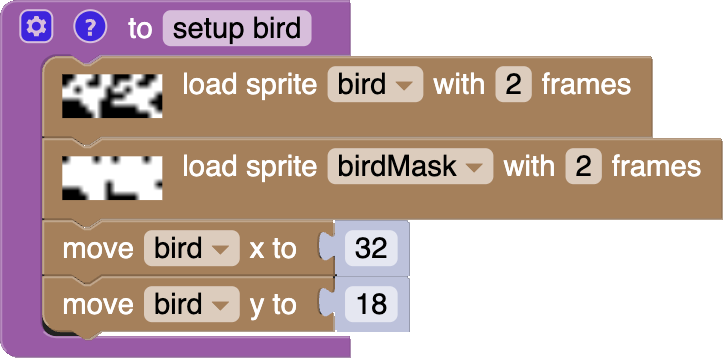 ? to setup bird
load sprite bird with 2 frames
load sprite birdMask with 2 frames
move bird x to 32
move bird y to 18